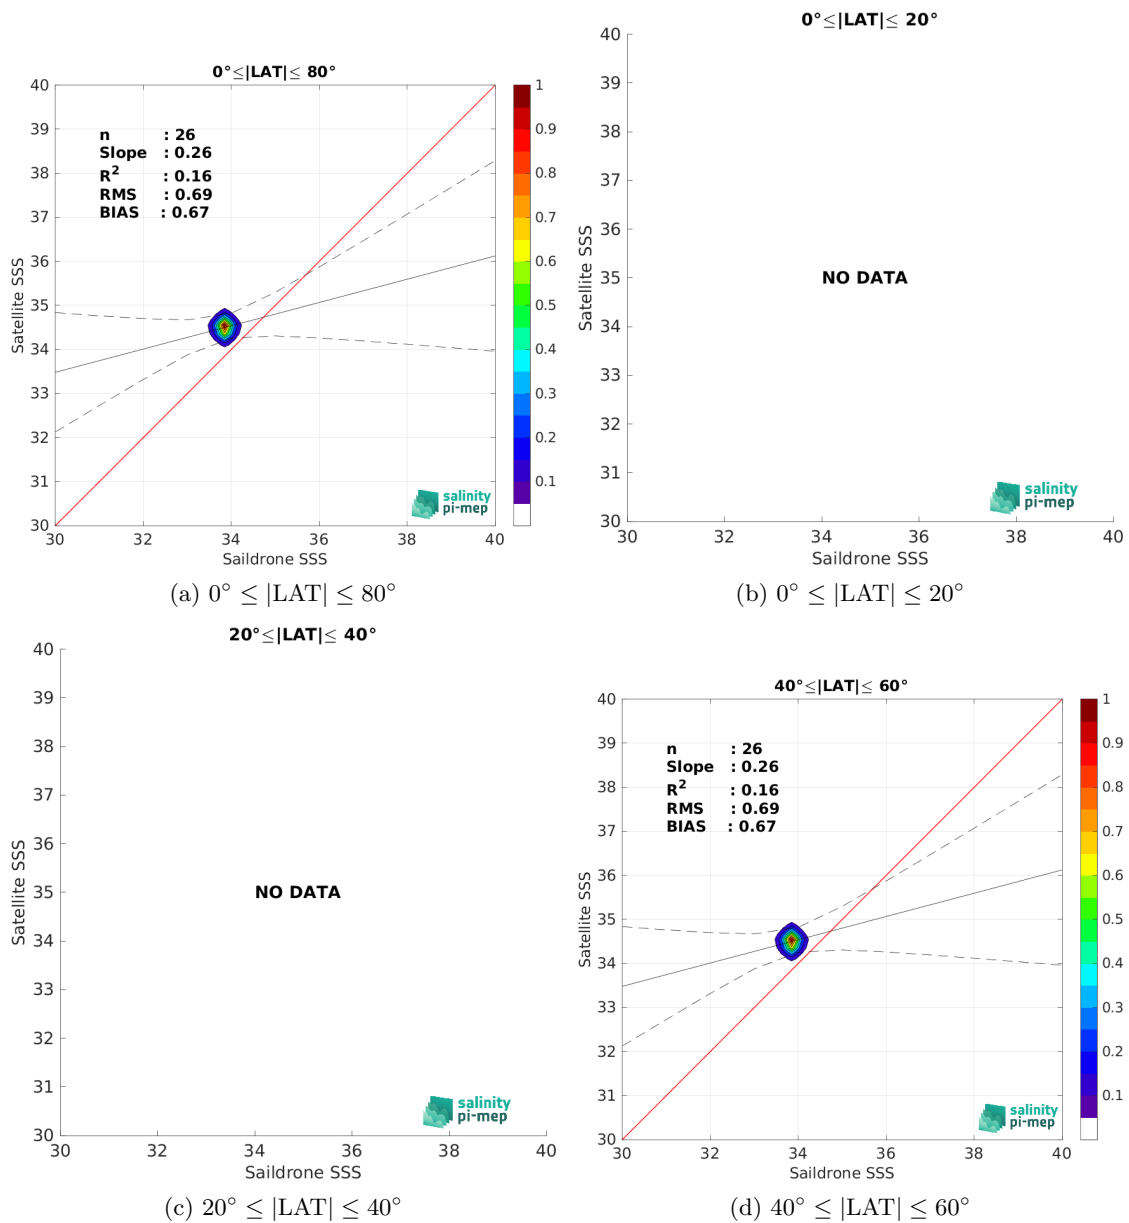 0°≤|LAT|≤ 80°
40
39
38
37
36
35
34
33
32
31
30
30
32
34
36
38
40
Satellite SSS
Saildrone SSS
n : 26
Slope : 0.26
R² : 0.16
RMS : 0.69
BIAS : 0.67
1
0.9
0.8
0.7
0.6
0.5
0.4
0.3
0.2
0.1
salinity
pi-mep
(a) 0° ≤ |LAT| ≤ 80°
0°≤|LAT|≤ 20°
40
39
38
37
36
35
34
33
32
31
30
30
32
34
36
38
40
Satellite SSS
Saildrone SSS
NO DATA
salinity
pi-mep
(b) 0° ≤ |LAT| ≤ 20°
20°≤|LAT|≤ 40°
40
39
38
37
36
35
34
33
32
31
30
30
32
34
36
38
40
Satellite SSS
Saildrone SSS
NO DATA
salinity
pi-mep
(c) 20° ≤ |LAT| ≤ 40°
40°≤|LAT|≤ 60°
40
39
38
37
36
35
34
33
32
31
30
30
32
34
36
38
40
Satellite SSS
Saildrone SSS
n : 26
Slope : 0.26
R² : 0.16
RMS : 0.69
BIAS : 0.67
1
0.9
0.8
0.7
0.6
0.5
0.4
0.3
0.2
0.1
salinity
pi-mep
(d) 40° ≤ |LAT| ≤ 60°